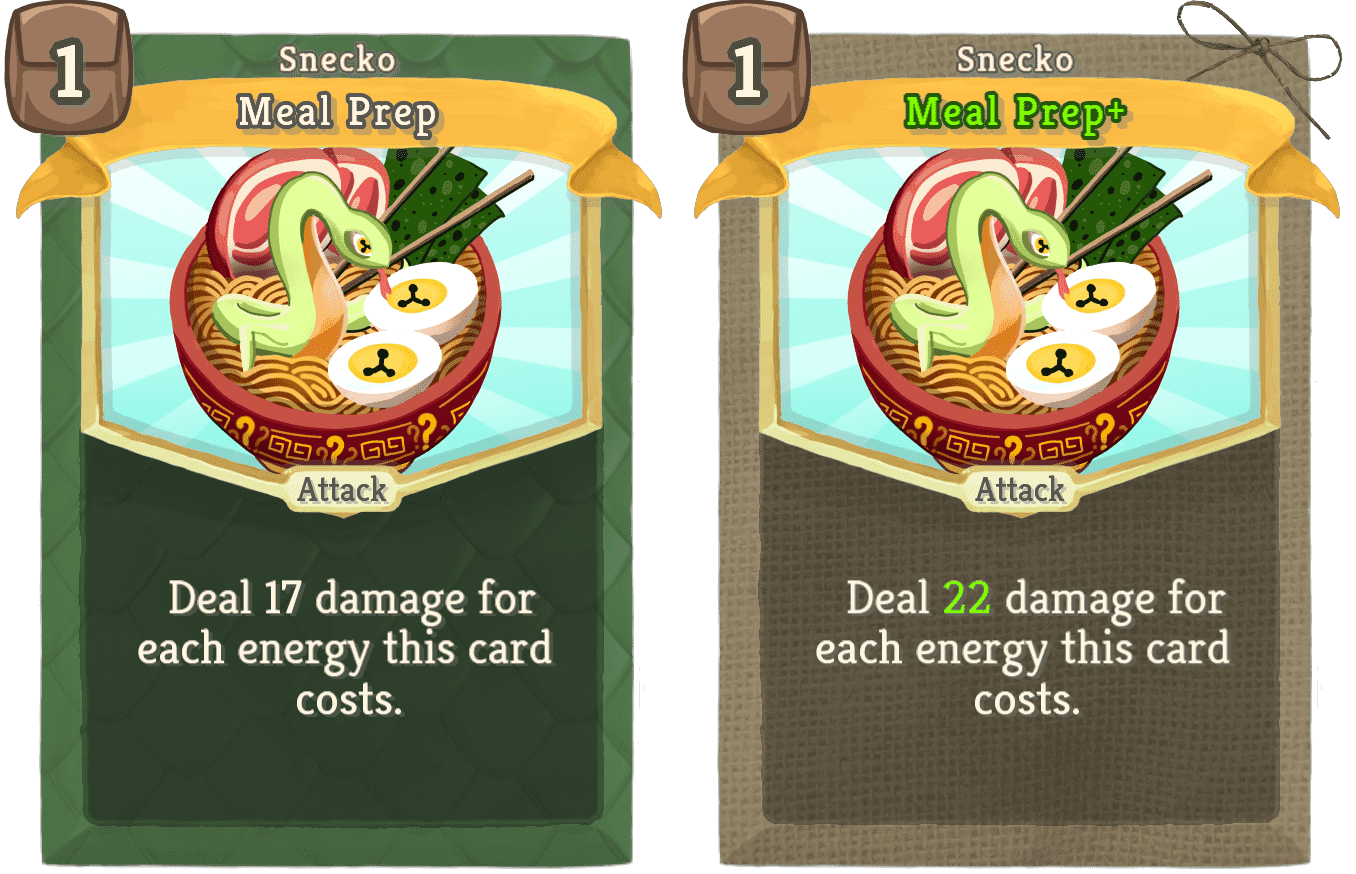 1
Snecko
Meal Prep
Attack
Deal 17 damage for
each energy this card
costs.
1
Snecko
Meal Prep+
Attack
Deal 22 damage for
each energy this card
costs.